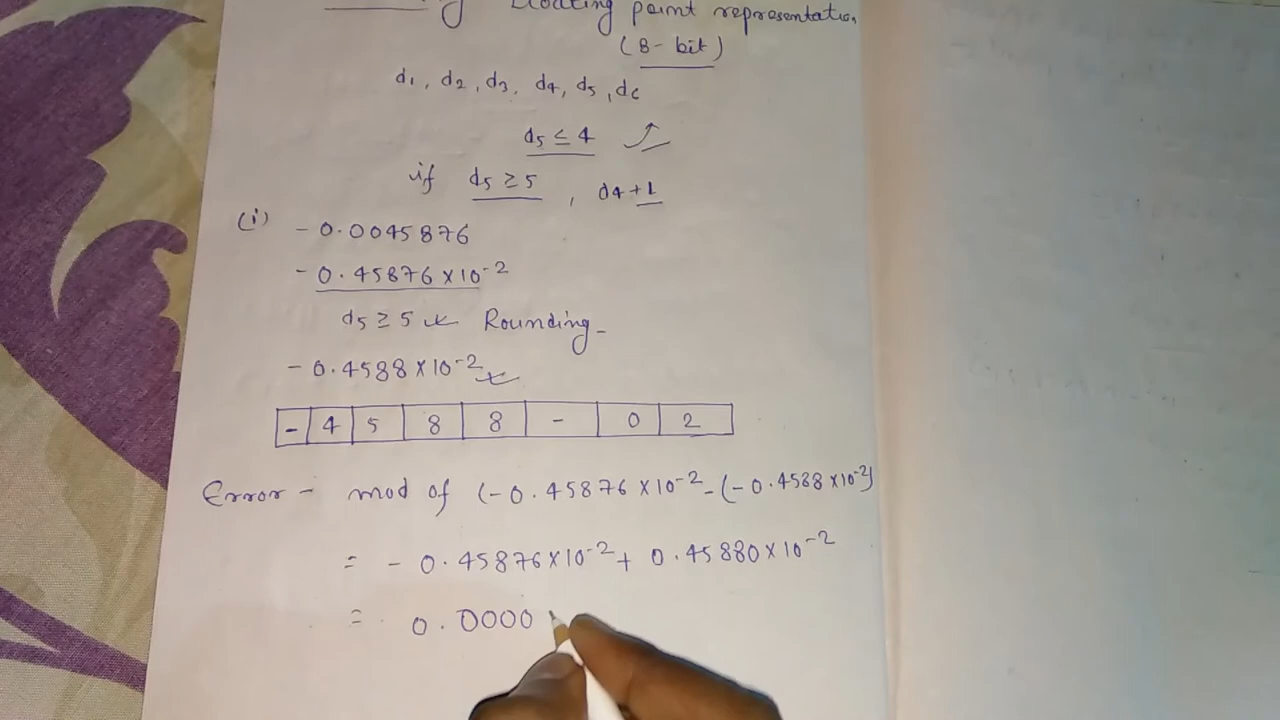 floating point representation
(8-bit)
d1, d2, d3, d4, d5, d6
d5 ≤ 4
if d5 ≥ 5, d4+1
(i) - 0.0045876
- 0.45876 × 10^-2
d5 ≥ 5 Rounding-
- 0.4588 × 10^-2
- 4 5 8 8 - 0 2
Error - mod of (-0.45876 × 10^-2 - (-0.4588 × 10^-2)
= - 0.45876 × 10^-2 + 0.45880 × 10^-2
= 0.0000